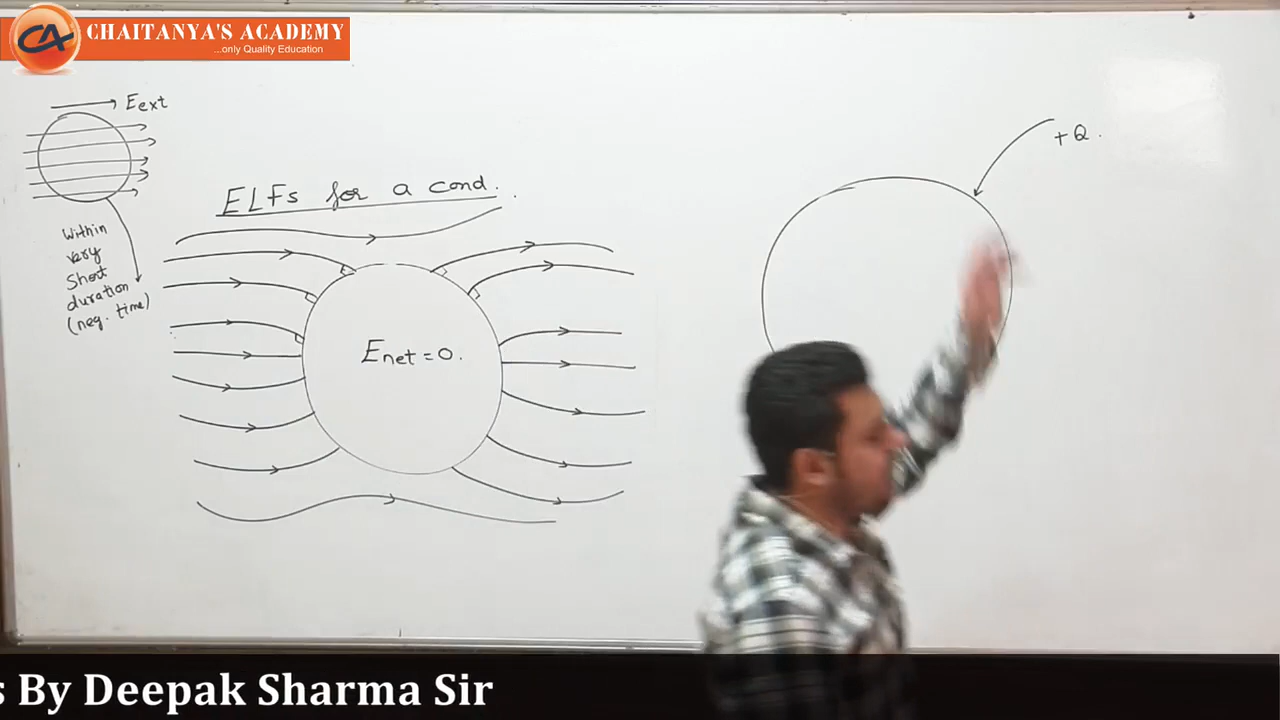 CHAITANYA'S ACADEMY
...only Quality Education
CA
Eext
+Q.
ELFs for a cond.
Within
very
Short
duration
(neg. time)
Enet = 0.
s By Deepak Sharma Sir